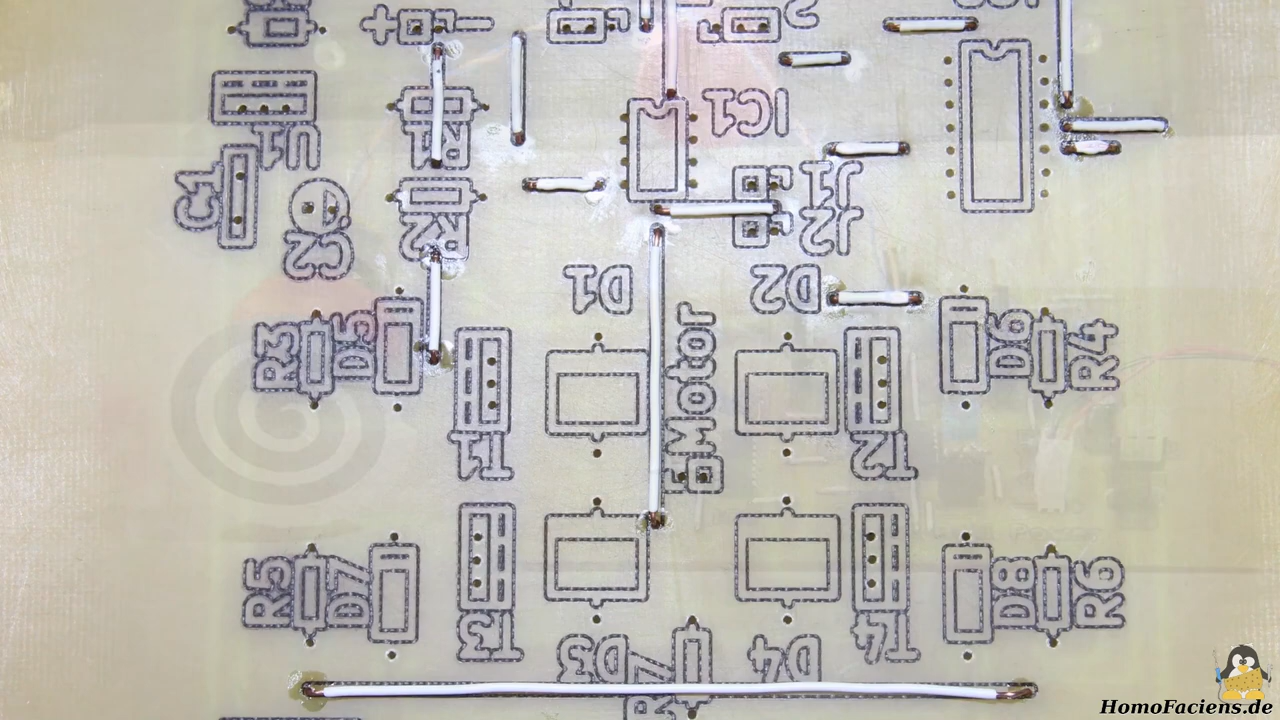 + -
IC1
R1
U1
C1
J1
R2
J2
C2
D1
D2
R3
D5
D6
R4
Motor
T1
T2
R5
D7
D8
R6
T3
T4
D3
D4
R7
HomoFaciens.de